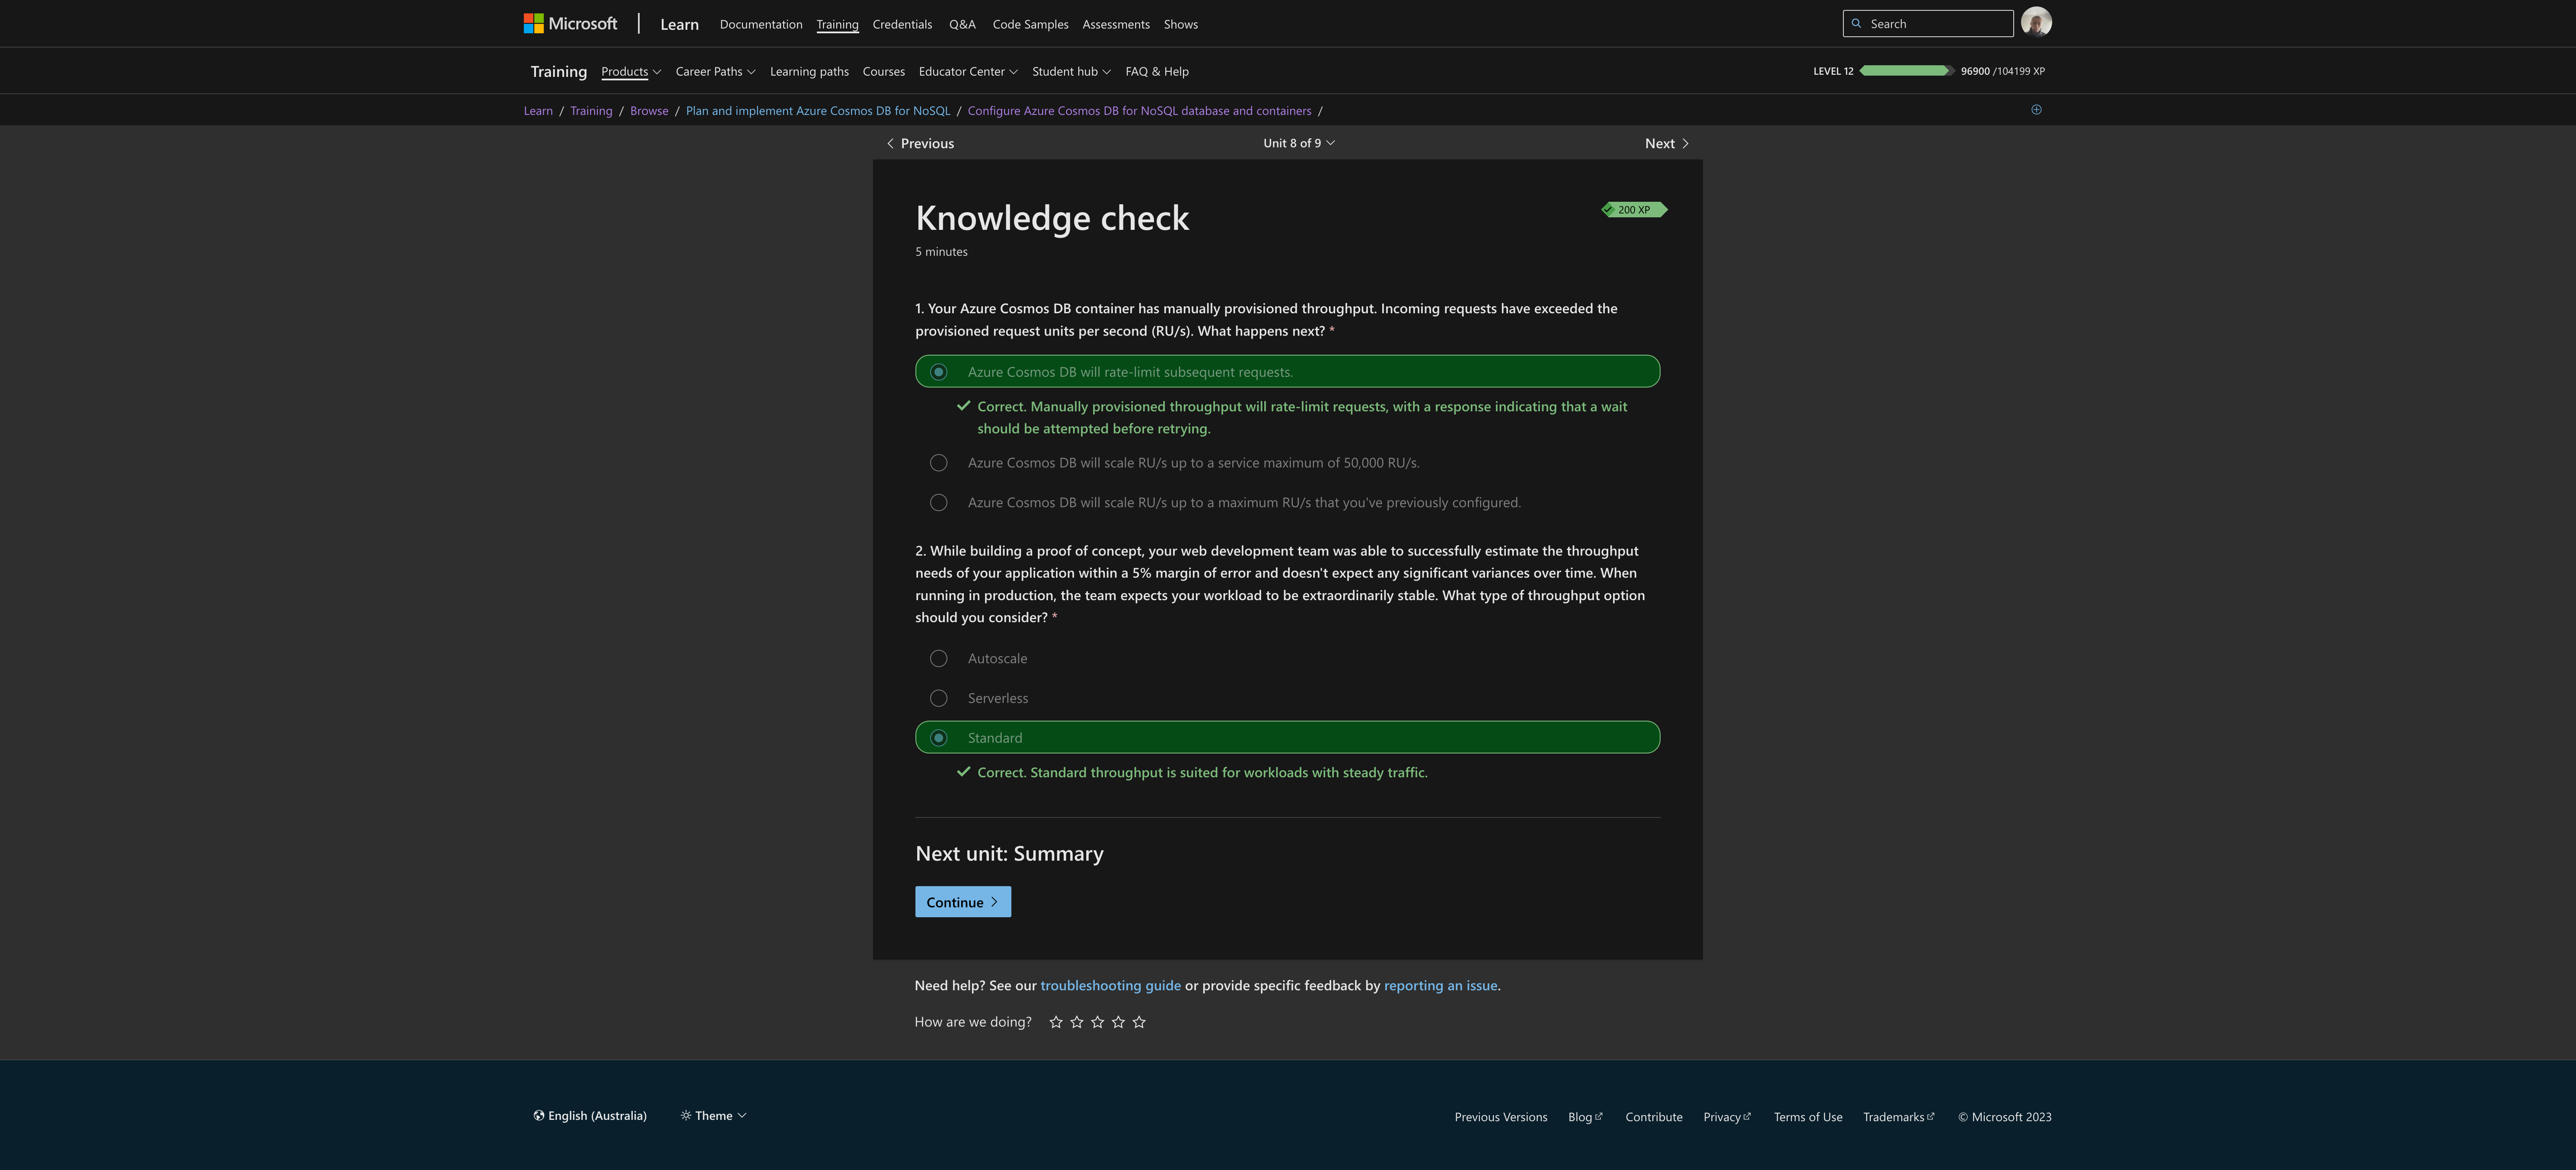 Microsoft Learn Documentation Training Credentials Q&A Code Samples Assessments Shows Search
Training Products Career Paths Learning paths Courses Educator Center Student hub FAQ & Help LEVEL 12 96900 /104199 XP
Learn / Training / Browse / Plan and implement Azure Cosmos DB for NoSQL / Configure Azure Cosmos DB for NoSQL database and containers /
Previous Unit 8 of 9 Next
Knowledge check
200 XP
5 minutes
1. Your Azure Cosmos DB container has manually provisioned throughput. Incoming requests have exceeded the
provisioned request units per second (RU/s). What happens next? *
Azure Cosmos DB will rate-limit subsequent requests.
Correct. Manually provisioned throughput will rate-limit requests, with a response indicating that a wait
should be attempted before retrying.
Azure Cosmos DB will scale RU/s up to a service maximum of 50,000 RU/s.
Azure Cosmos DB will scale RU/s up to a maximum RU/s that you've previously configured.
2. While building a proof of concept, your web development team was able to successfully estimate the throughput
needs of your application within a 5% margin of error and doesn't expect any significant variances over time. When
running in production, the team expects your workload to be extraordinarily stable. What type of throughput option
should you consider? *
Autoscale
Serverless
Standard
Correct. Standard throughput is suited for workloads with steady traffic.
Next unit: Summary
Continue
Need help? See our troubleshooting guide or provide specific feedback by reporting an issue.
How are we doing?
English (Australia) Theme Previous Versions Blog Contribute Privacy Terms of Use Trademarks © Microsoft 2023